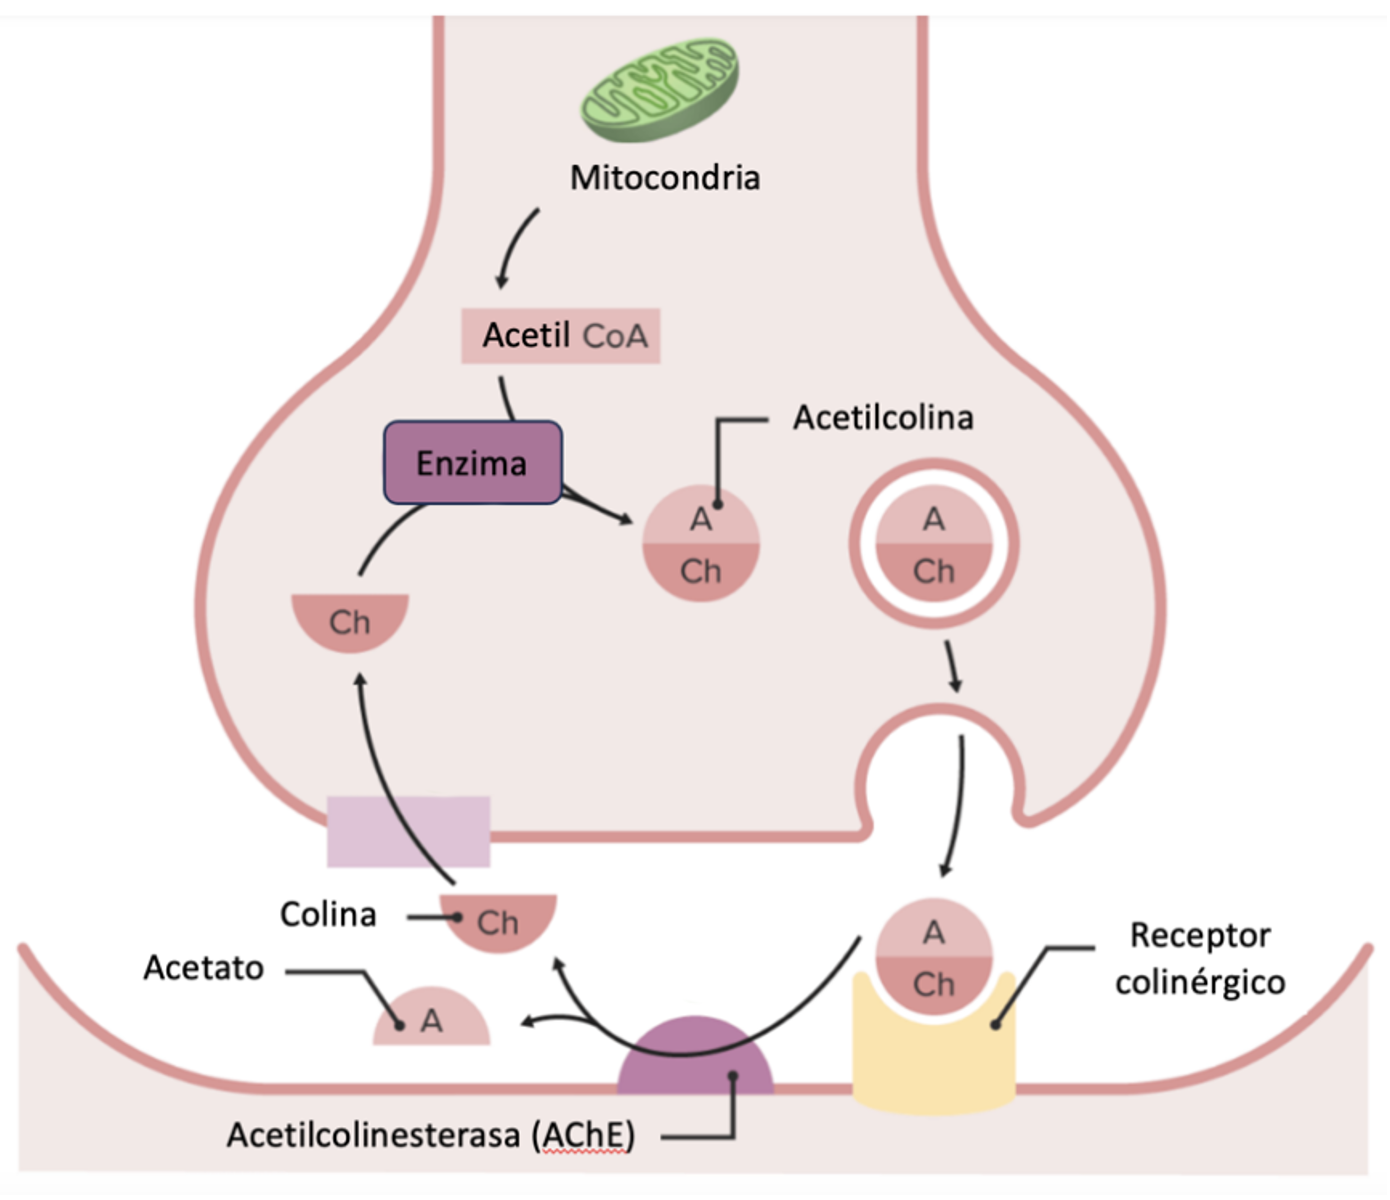 Mitocondria
Acetil CoA
Acetilcolina
Enzima
A
Ch
A
Ch
Ch
Colina
Ch
Acetato
A
A
Ch
Receptor
colinérgico
Acetilcolinesterasa (AChE)